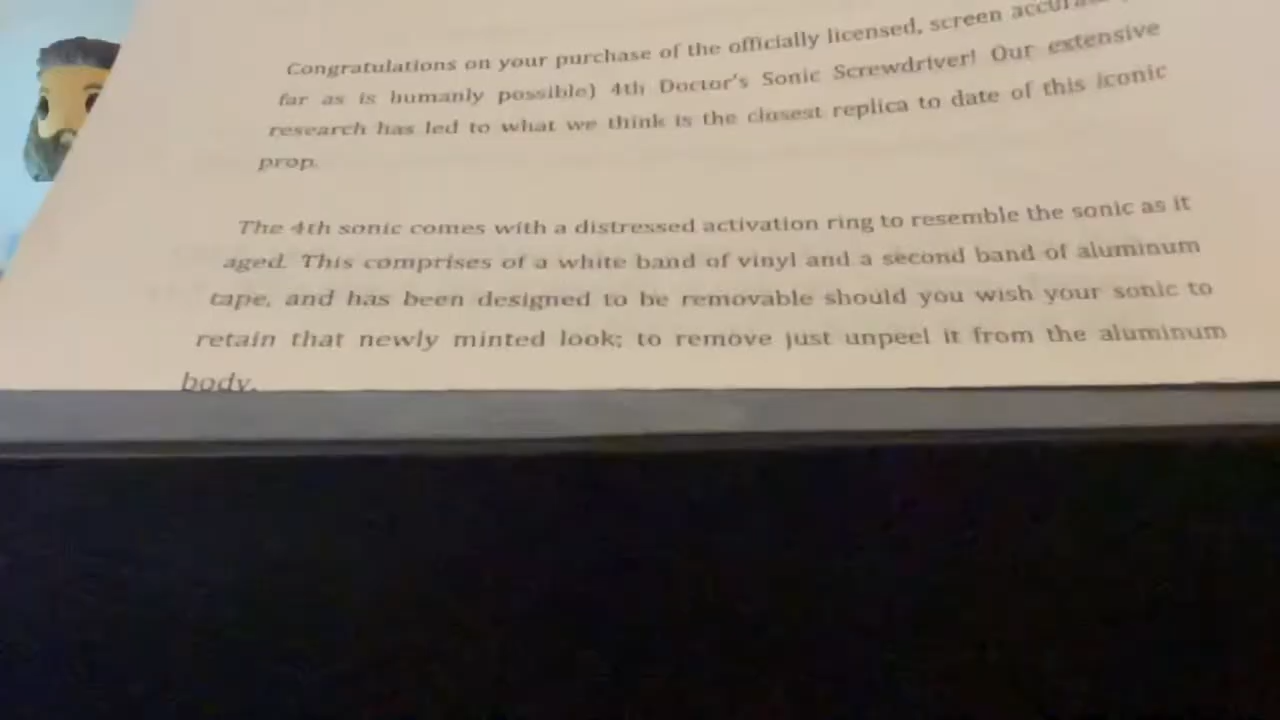 Congratulations on your purchase of the officially licensed, screen
far as is humanly possible) 4th Doctor's Sonic Screwdriver! Our extensive
research has led to what we think is the closest replica to date of this iconic
prop.
The 4th sonic comes with a distressed activation ring to resemble the sonic as it
aged. This comprises of a white band of vinyl and a second band of aluminum
tape, and has been designed to be removable should you wish your sonic to
retain that newly minted look; to remove just unpeel it from the aluminum
body.